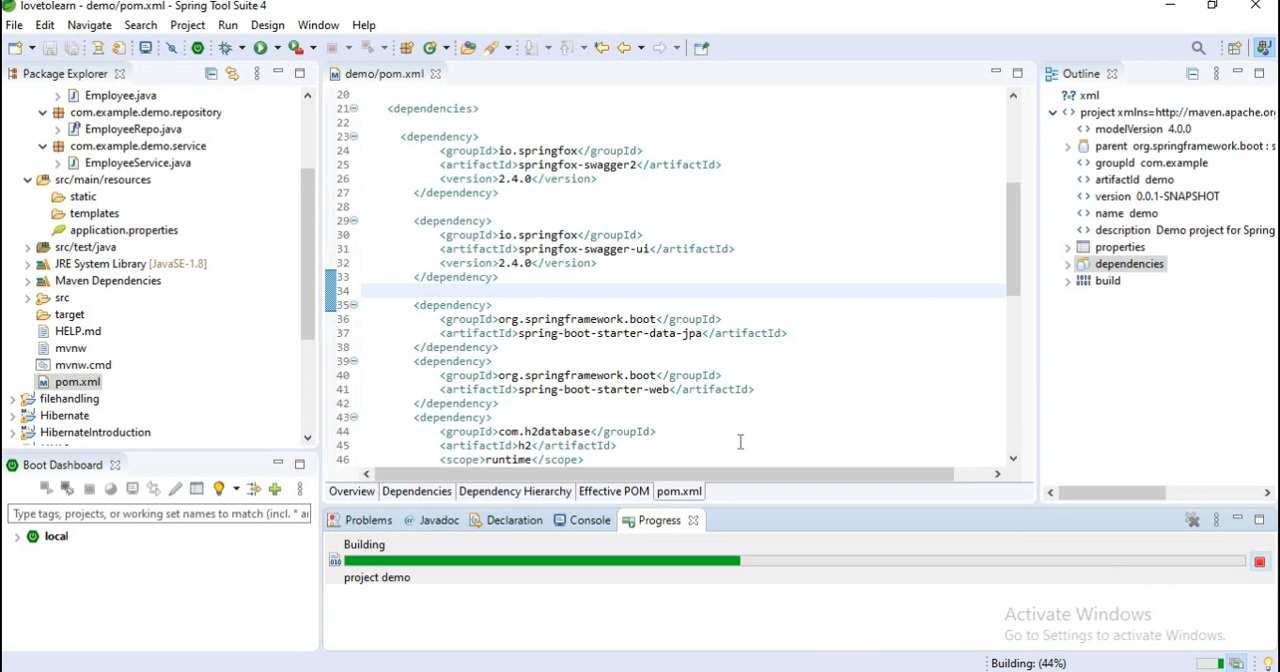 lovetolearn - demo/pom.xml - Spring Tool Suite 4
File Edit Navigate Search Project Run Design Window Help
Package Explorer
Employee.java
com.example.demo.repository
EmployeeRepo.java
com.example.demo.service
EmployeeService.java
src/main/resources
static
templates
application.properties
src/test/java
JRE System Library [JavaSE-1.8]
Maven Dependencies
src
target
HELP.md
mvnw
mvnw.cmd
pom.xml
filehandling
Hibernate
HibernateIntroduction
Boot Dashboard
Type tags, projects, or working set names to match (incl. * a
local
demo/pom.xml
20
21 <dependencies>
22
23 <dependency>
24 <groupId>io.springfox</groupId>
25 <artifactId>springfox-swagger2</artifactId>
26 <version>2.4.0</version>
27 </dependency>
28
29 <dependency>
30 <groupId>io.springfox</groupId>
31 <artifactId>springfox-swagger-ui</artifactId>
32 <version>2.4.0</version>
33 </dependency>
34
35 <dependency>
36 <groupId>org.springframework.boot</groupId>
37 <artifactId>spring-boot-starter-data-jpa</artifactId>
38 </dependency>
39 <dependency>
40 <groupId>org.springframework.boot</groupId>
41 <artifactId>spring-boot-starter-web</artifactId>
42 </dependency>
43 <dependency>
44 <groupId>com.h2database</groupId>
45 <artifactId>h2</artifactId>
46 <scope>runtime</scope>
Overview Dependencies Dependency Hierarchy Effective POM pom.xml
Outline
?? xml
project xmlns=http://maven.apache.or
modelVersion 4.0.0
parent org.springframework.boot : s
groupId com.example
artifactId demo
version 0.0.1-SNAPSHOT
name demo
description Demo project for Spring
properties
dependencies
build
Problems @ Javadoc Declaration Console Progress
Building
project demo
Activate Windows
Go to Settings to activate Windows.
Building: (44%)